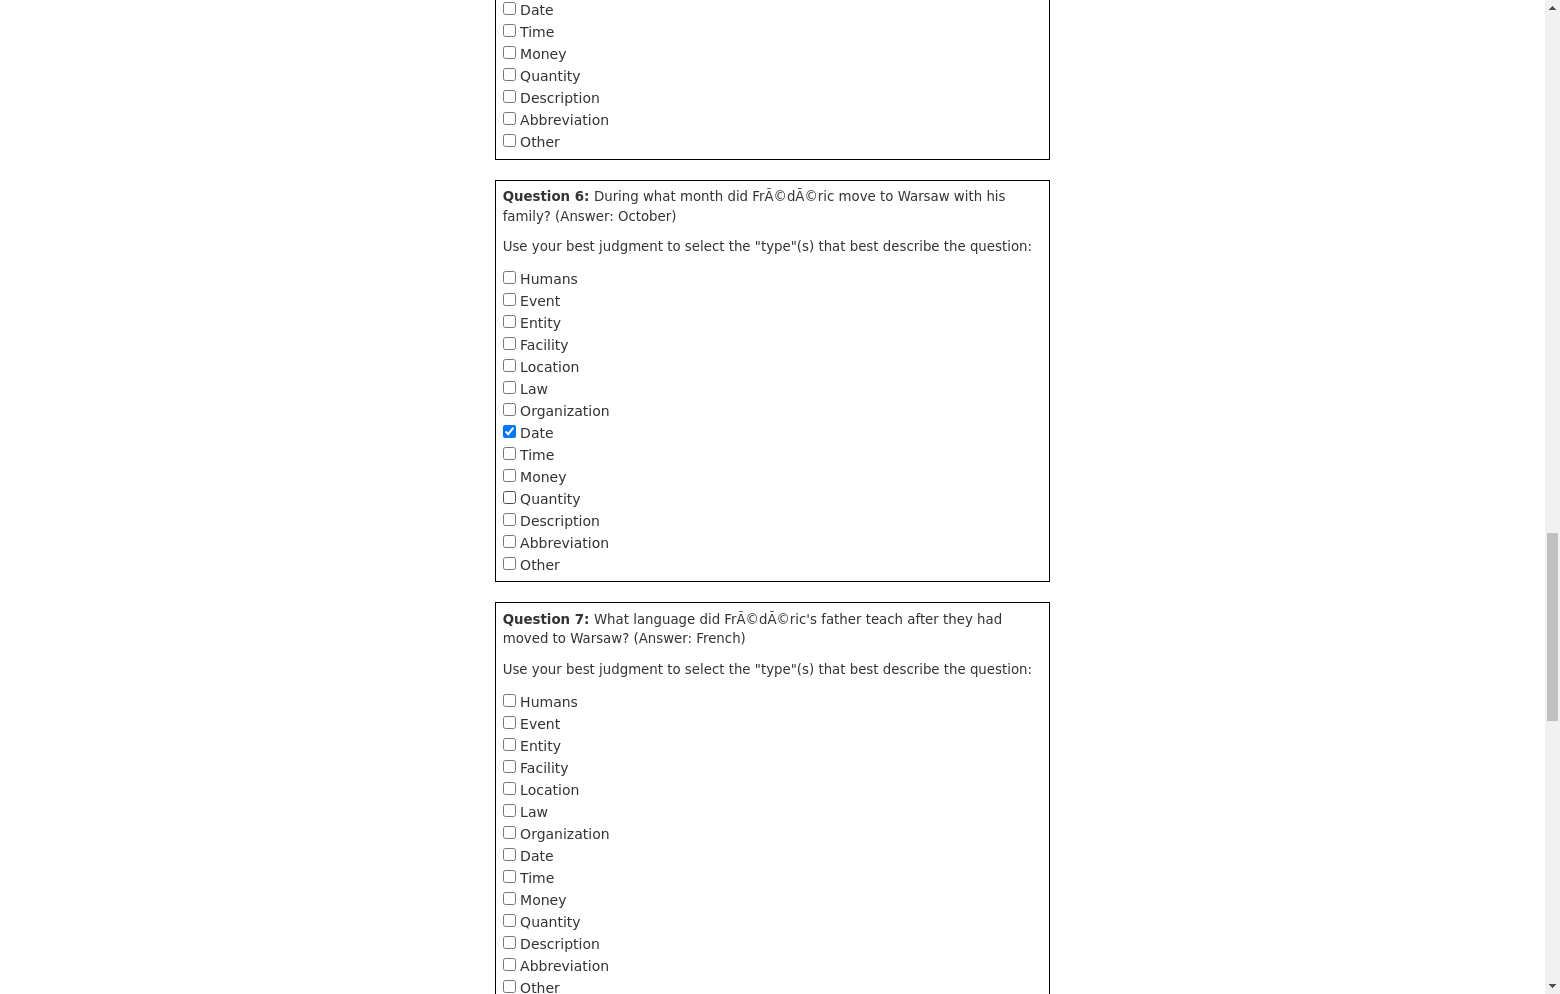 Date
Time
Money
Quantity
Description
Abbreviation
Other
Question 6: During what month did FrÃ©dÃ©ric move to Warsaw with his
family? (Answer: October)
Use your best judgment to select the "type"(s) that best describe the question:
Humans
Event
Entity
Facility
Location
Law
Organization
Date
Time
Money
Quantity
Description
Abbreviation
Other
Question 7: What language did FrÃ©dÃ©ric's father teach after they had
moved to Warsaw? (Answer: French)
Use your best judgment to select the "type"(s) that best describe the question:
Humans
Event
Entity
Facility
Location
Law
Organization
Date
Time
Money
Quantity
Description
Abbreviation
Other